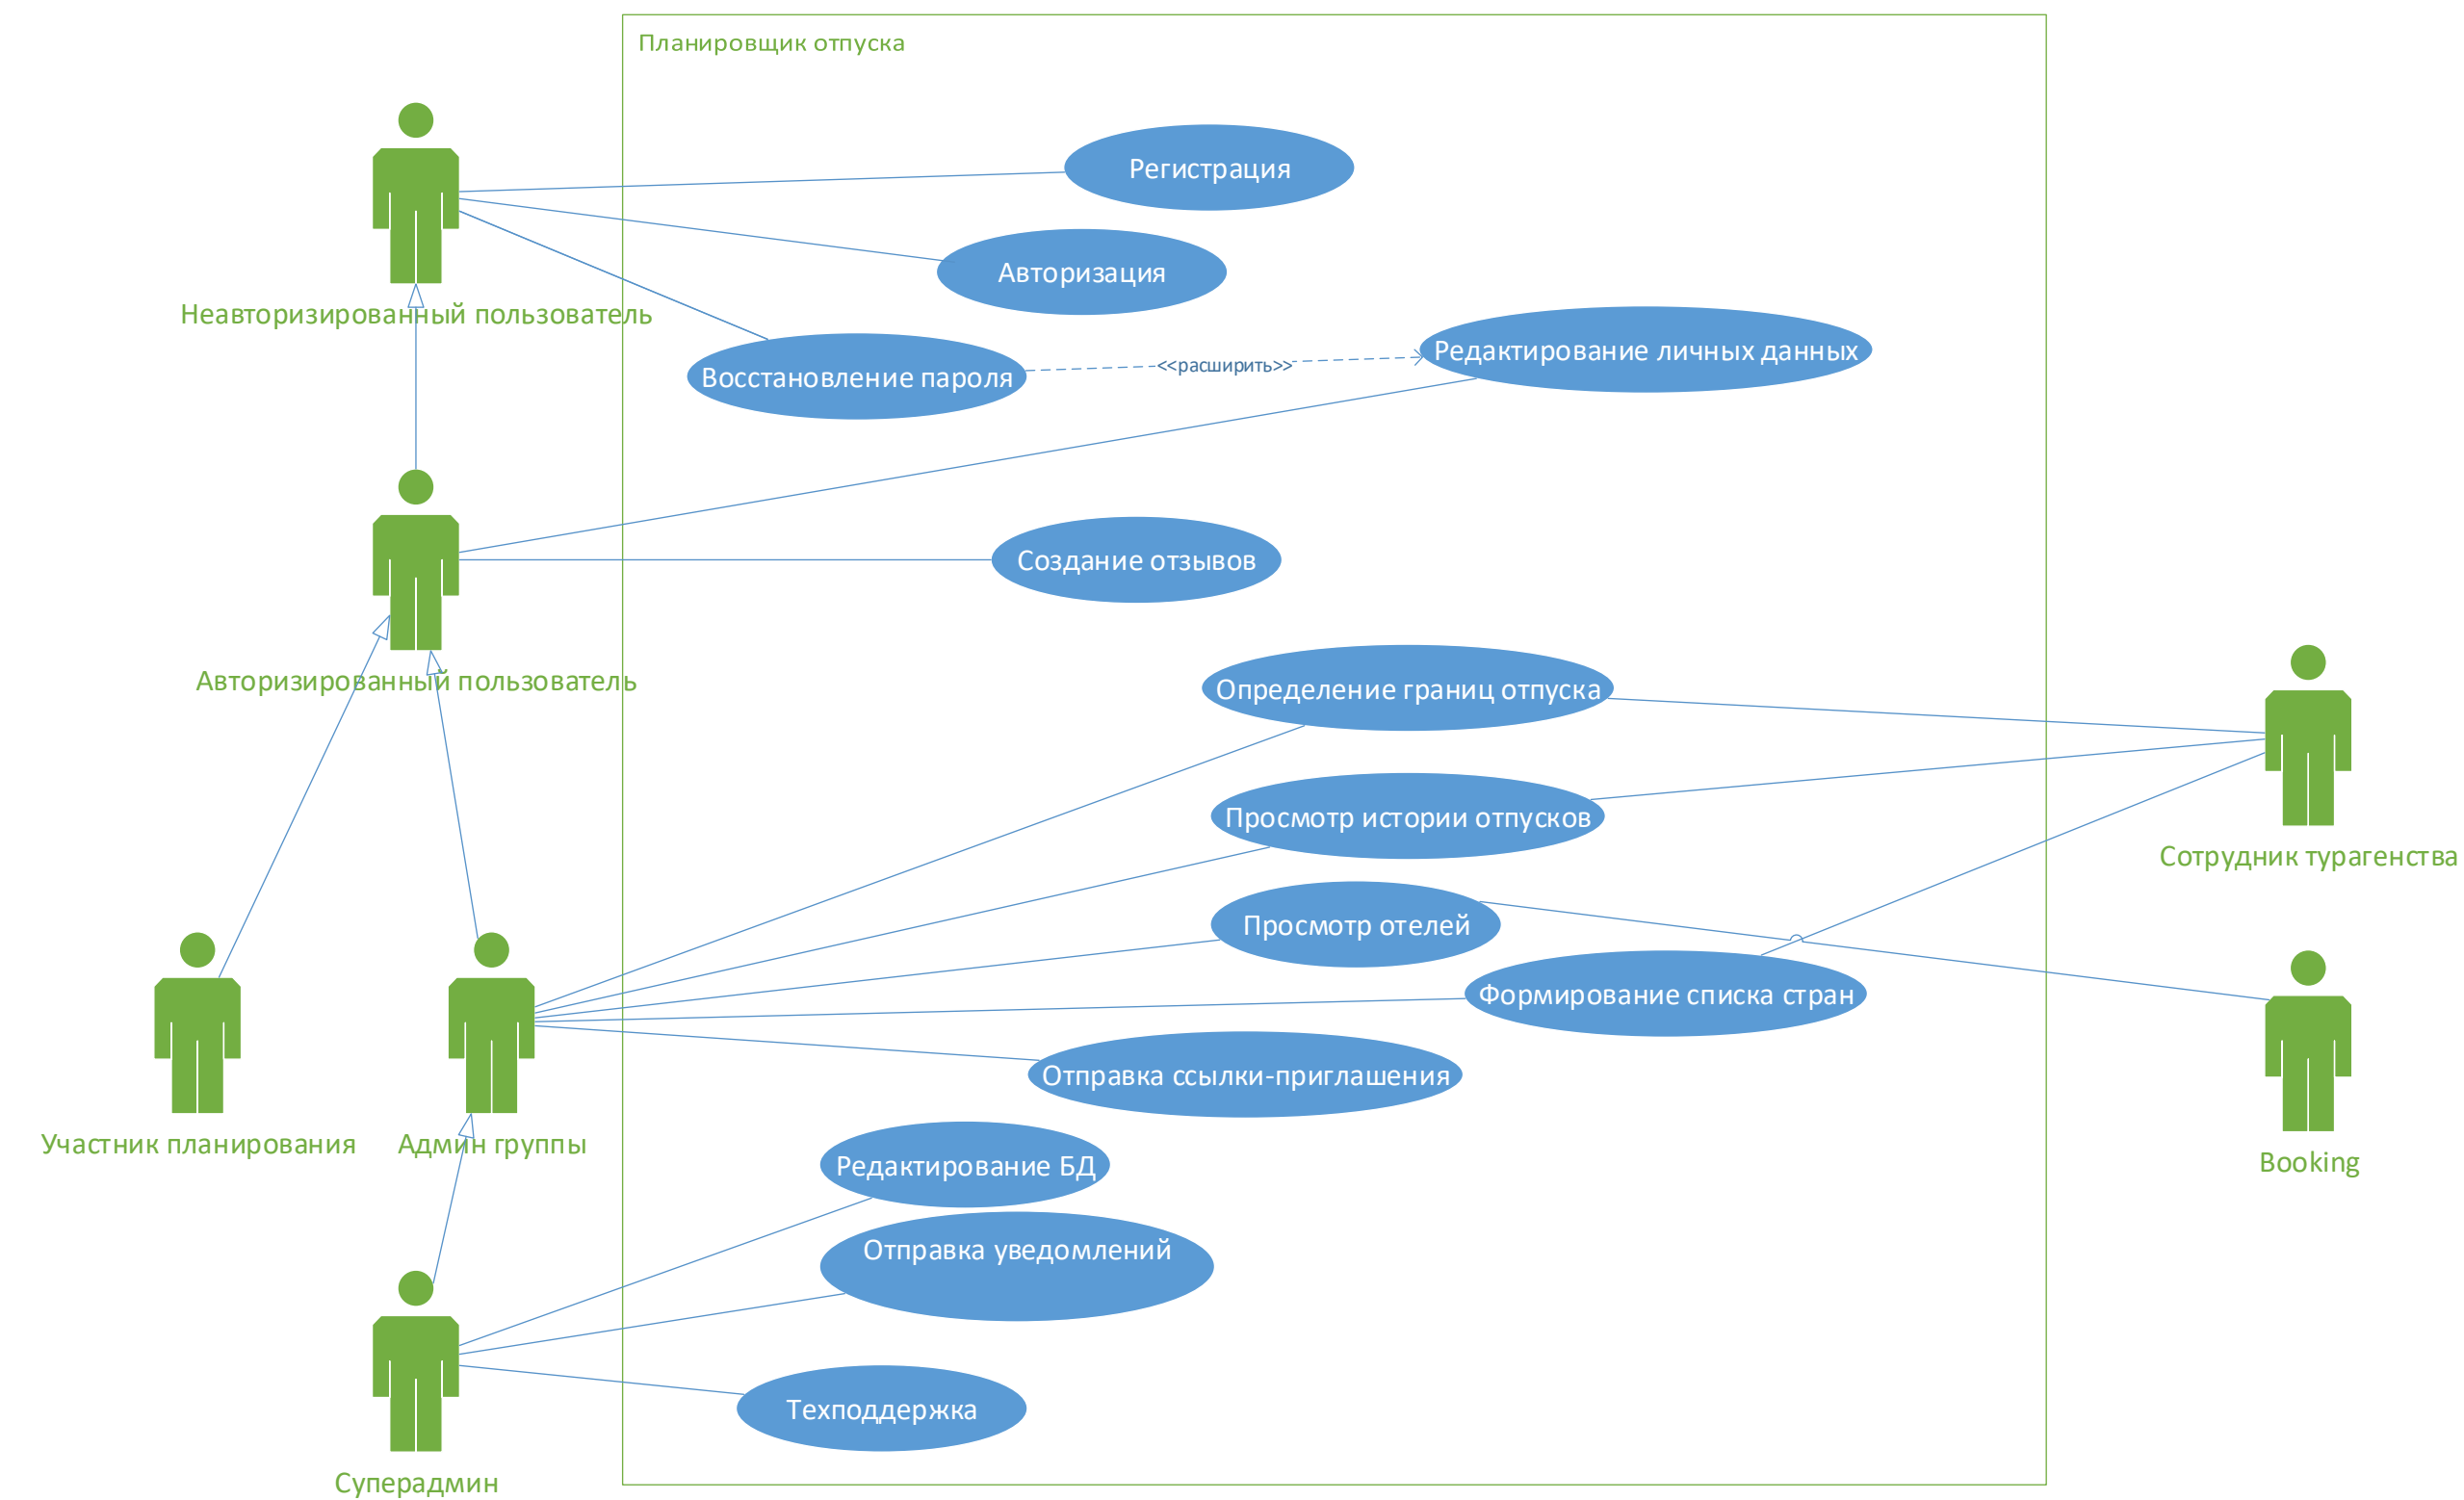 Планировщик отпуска
Регистрация
Авторизация
Неавторизированный пользователь
Редактирование личных данных
<<расширить>>
Восстановление пароля
Создание отзывов
Авторизированный пользователь
Определение границ отпуска
Просмотр истории отпусков
Сотрудник турагенства
Просмотр отелей
Формирование списка стран
Отправка ссылки-приглашения
Участник планирования
Админ группы
Booking
Редактирование БД
Отправка уведомлений
Техподдержка
Суперадмин